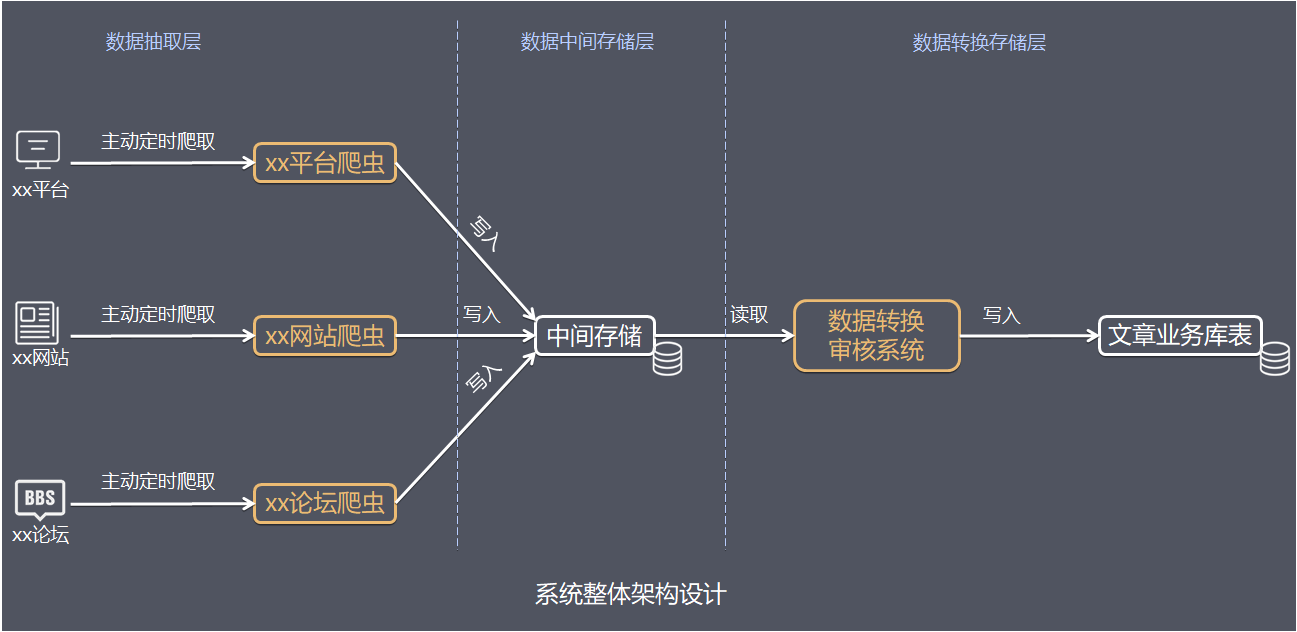 数据抽取层
数据中间存储层
数据转换存储层
主动定时爬取
xx平台
xx平台爬虫
写入
主动定时爬取
xx网站
xx网站爬虫
写入
中间存储
读取
数据转换
审核系统
写入
文章业务库表
写入
主动定时爬取
BBS
xx论坛
xx论坛爬虫
系统整体架构设计